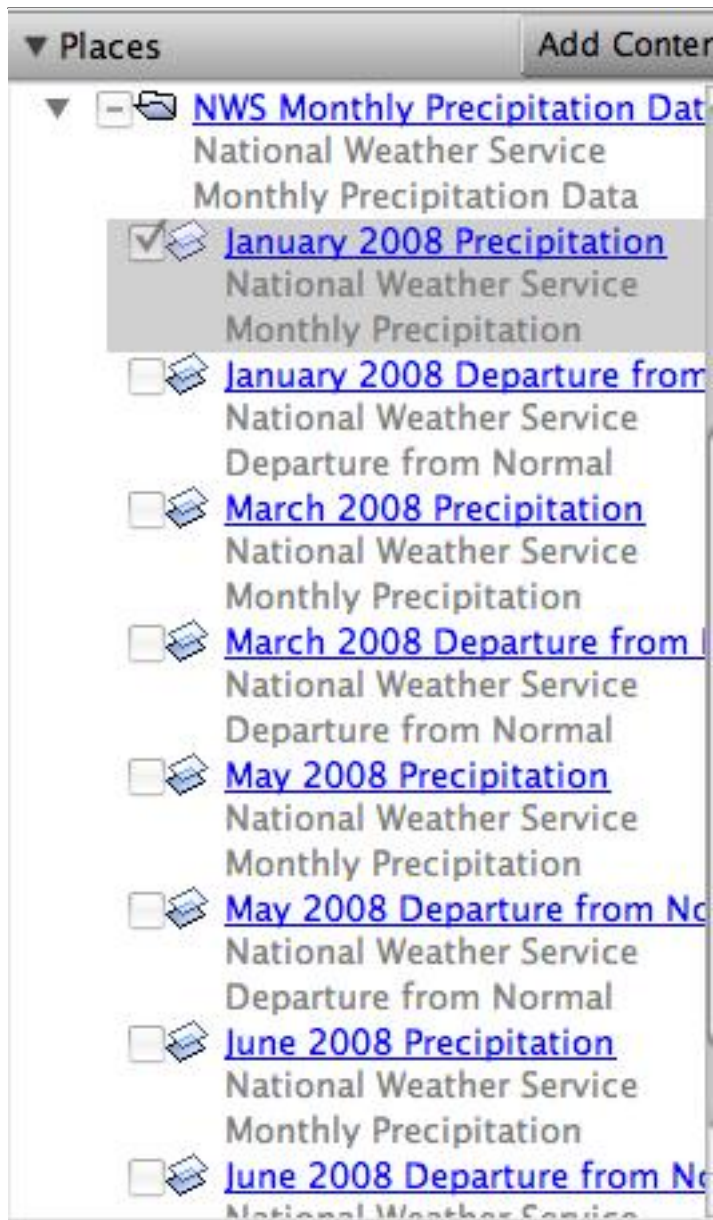 Places
Add Conten
NWS Monthly Precipitation Dat
National Weather Service
Monthly Precipitation Data
January 2008 Precipitation
National Weather Service
Monthly Precipitation
January 2008 Departure from
National Weather Service
Departure from Normal
March 2008 Precipitation
National Weather Service
Monthly Precipitation
March 2008 Departure from
National Weather Service
Departure from Normal
May 2008 Precipitation
National Weather Service
Monthly Precipitation
May 2008 Departure from No
National Weather Service
Departure from Normal
June 2008 Precipitation
National Weather Service
Monthly Precipitation
June 2008 Departure from No
National Weather Service